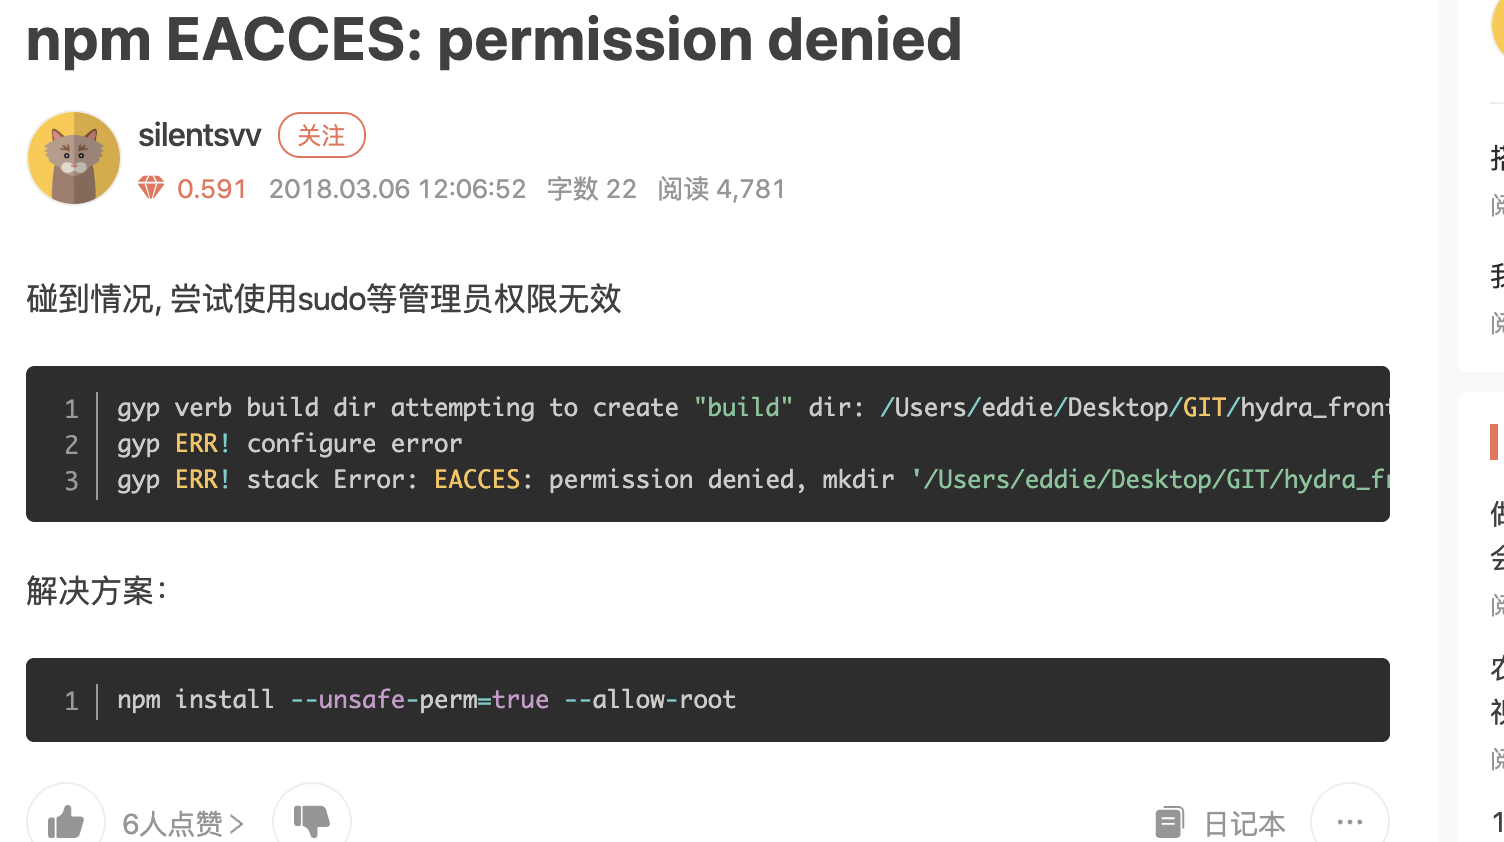 npm EACCES: permission denied
silentsvv 关注
0.591 2018.03.06 12:06:52 字数 22 阅读 4,781
碰到情况, 尝试使用sudo等管理员权限无效
1 gyp verb build dir attempting to create "build" dir: /Users/eddie/Desktop/GIT/hydra_front
2 gyp ERR! configure error
3 gyp ERR! stack Error: EACCES: permission denied, mkdir '/Users/eddie/Desktop/GIT/hydra_fr
解决方案：
1 npm install --unsafe-perm=true --allow-root
6人点赞 >
日记本